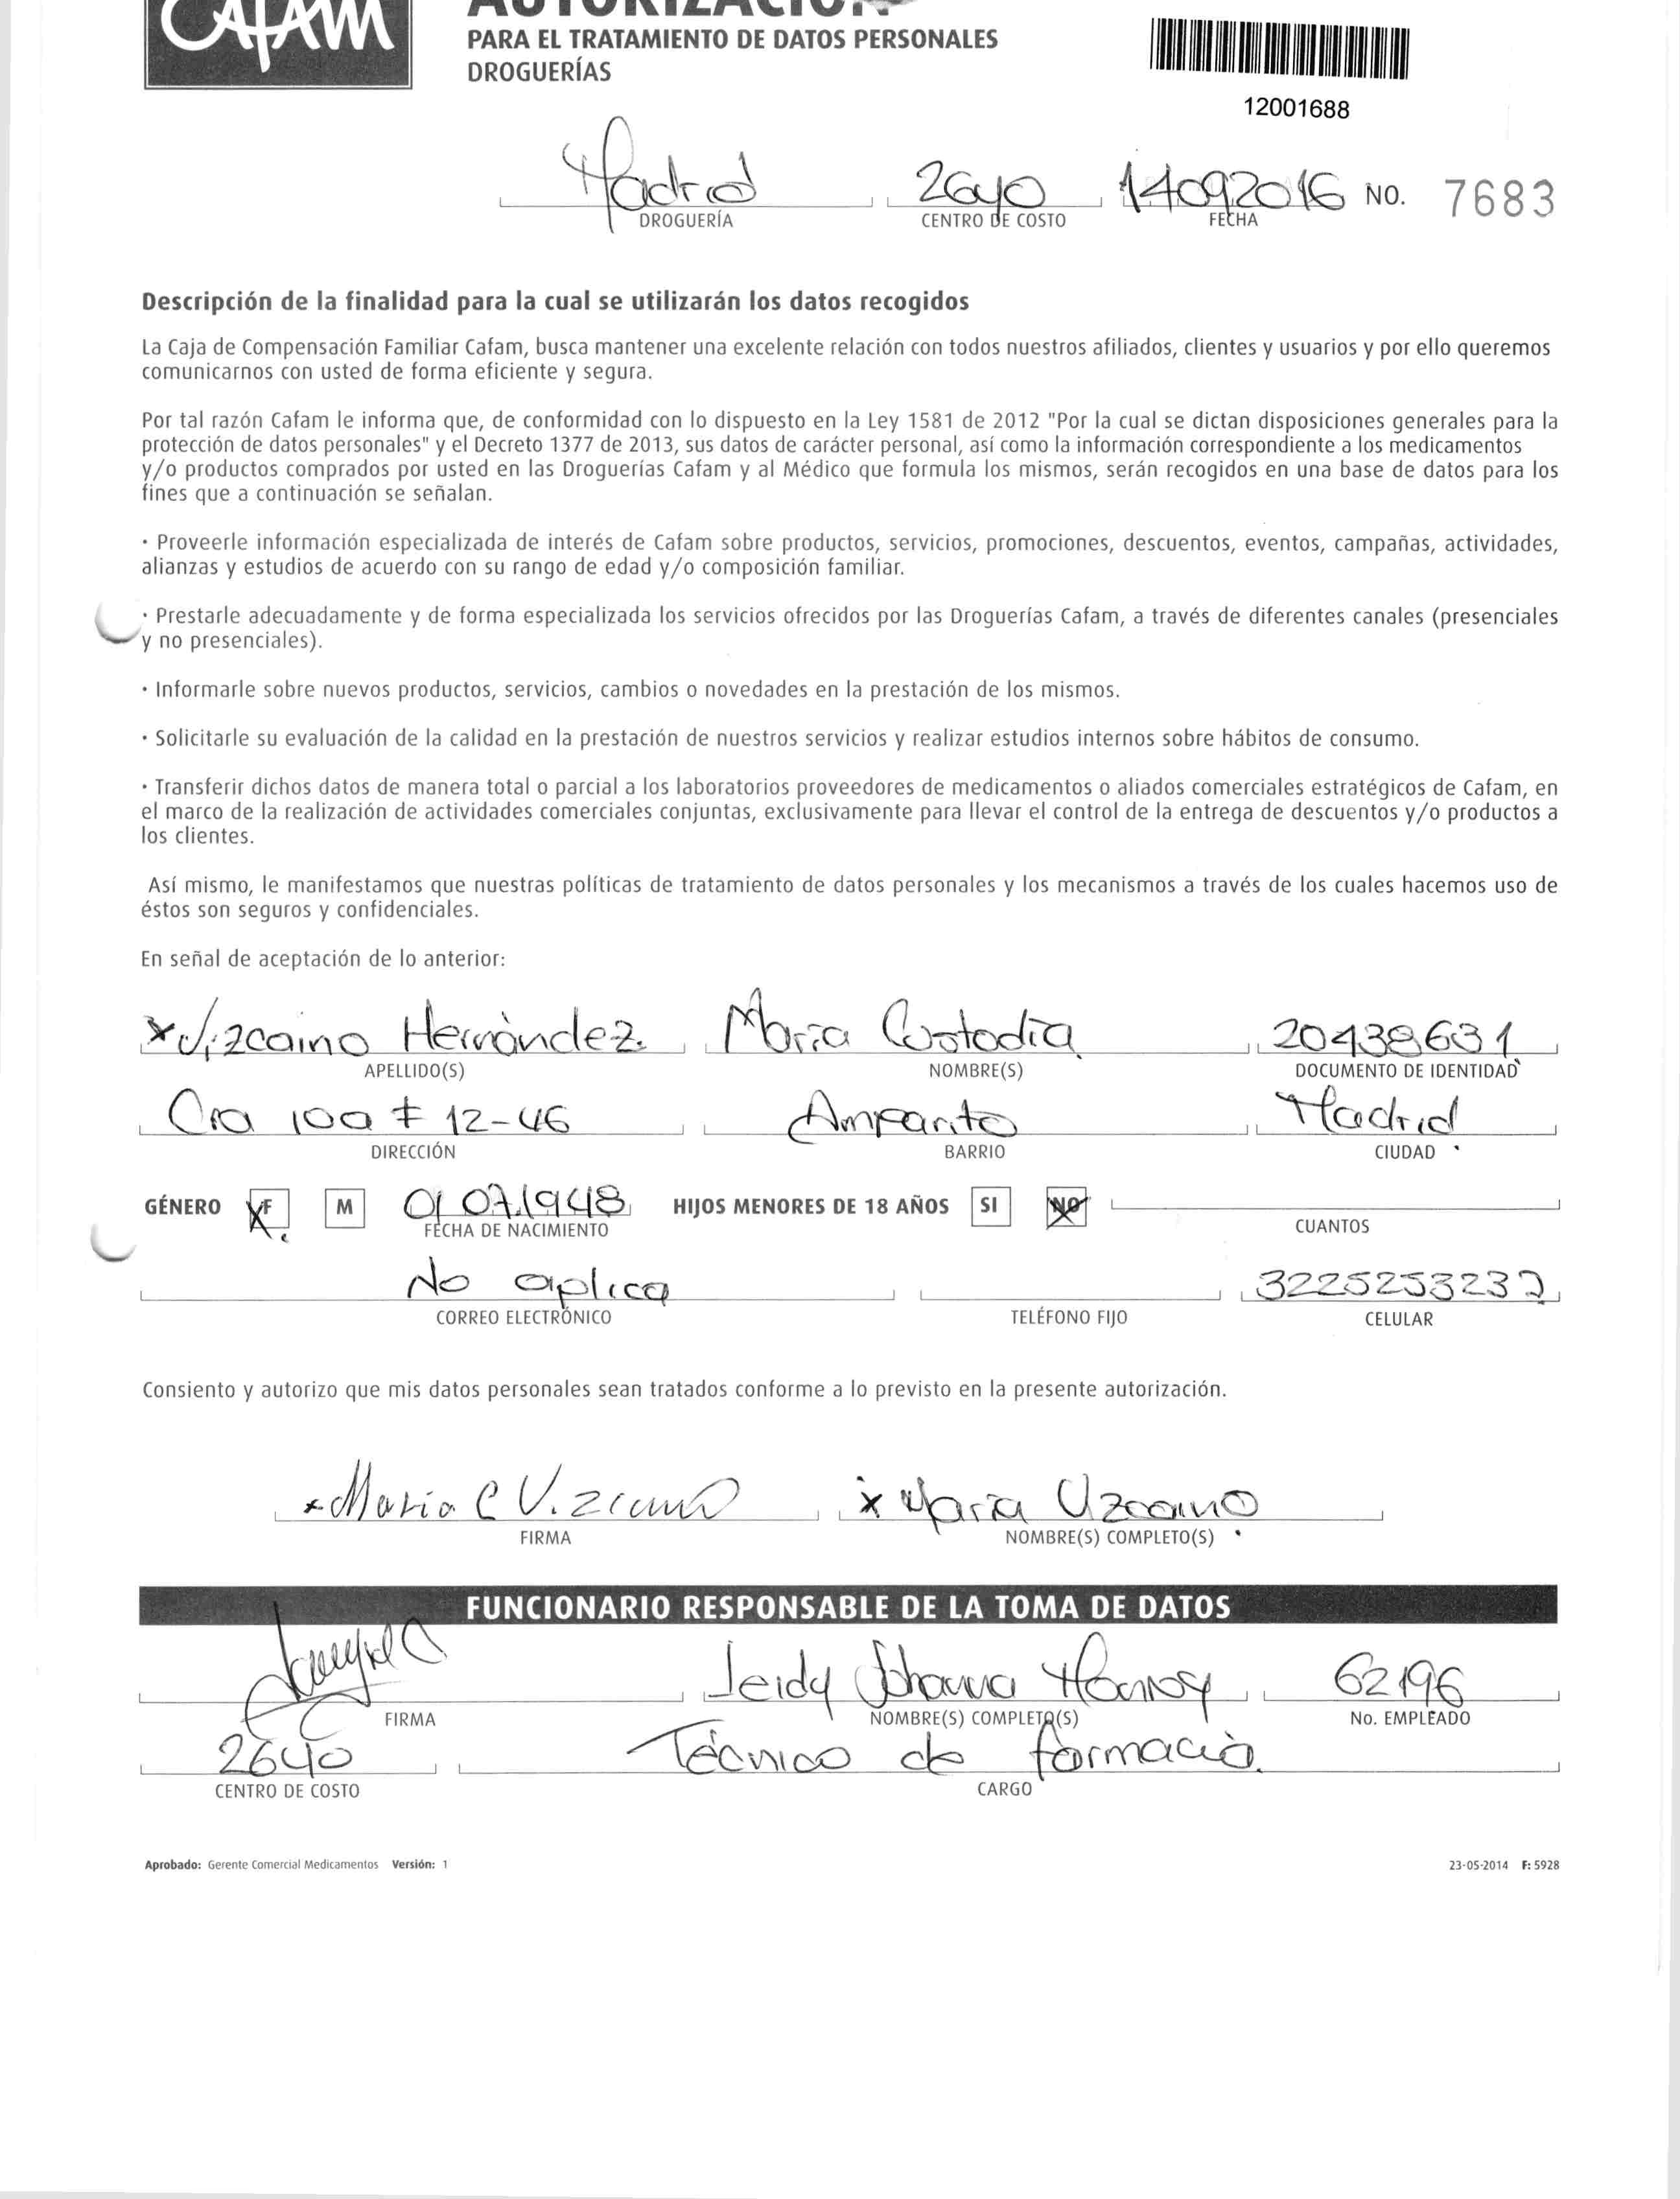 CAFAM
AUTORIZACIÓN
PARA EL TRATAMIENTO DE DATOS PERSONALES
DROGUERÍAS
12001688
Madrid 2640 14092016 NO. 7683
DROGUERÍA CENTRO DE COSTO FECHA
Descripción de la finalidad para la cual se utilizarán los datos recogidos
La Caja de Compensación Familiar Cafam, busca mantener una excelente relación con todos nuestros afiliados, clientes y usuarios y por ello queremos
comunicarnos con usted de forma eficiente y segura.
Por tal razón Cafam le informa que, de conformidad con lo dispuesto en la Ley 1581 de 2012 "Por la cual se dictan disposiciones generales para la
protección de datos personales" y el Decreto 1377 de 2013, sus datos de carácter personal, así como la información correspondiente a los medicamentos
y/o productos comprados por usted en las Droguerías Cafam y al Médico que formula los mismos, serán recogidos en una base de datos para los
fines que a continuación se señalan.
· Proveerle información especializada de interés de Cafam sobre productos, servicios, promociones, descuentos, eventos, campañas, actividades,
alianzas y estudios de acuerdo con su rango de edad y/o composición familiar.
· Prestarle adecuadamente y de forma especializada los servicios ofrecidos por las Droguerías Cafam, a través de diferentes canales (presenciales
y no presenciales).
· Informarle sobre nuevos productos, servicios, cambios o novedades en la prestación de los mismos.
· Solicitarle su evaluación de la calidad en la prestación de nuestros servicios y realizar estudios internos sobre hábitos de consumo.
· Transferir dichos datos de manera total o parcial a los laboratorios proveedores de medicamentos o aliados comerciales estratégicos de Cafam, en
el marco de la realización de actividades comerciales conjuntas, exclusivamente para llevar el control de la entrega de descuentos y/o productos a
los clientes.
Así mismo, le manifestamos que nuestras políticas de tratamiento de datos personales y los mecanismos a través de los cuales hacemos uso de
éstos son seguros y confidenciales.
En señal de aceptación de lo anterior:
x Vizcaino Hernández. Maria Custodia 20438631
APELLIDO(S) NOMBRE(S) DOCUMENTO DE IDENTIDAD
Cra 10a # 12-46 Amparito Madrid
DIRECCIÓN BARRIO CIUDAD
GÉNERO F M 01 07 1948 HIJOS MENORES DE 18 AÑOS SI NO
FECHA DE NACIMIENTO CUANTOS
No aplica 3225253232
CORREO ELECTRÓNICO TELÉFONO FIJO CELULAR
Consiento y autorizo que mis datos personales sean tratados conforme a lo previsto en la presente autorización.
x Maria C Vizcaino x Maria Vizcaino
FIRMA NOMBRE(S) COMPLETO(S)
FUNCIONARIO RESPONSABLE DE LA TOMA DE DATOS
Leidy Johanna 62196
FIRMA NOMBRE(S) COMPLETO(S) No. EMPLEADO
2640 Técnico de farmacia.
CENTRO DE COSTO CARGO
Aprobado: Gerente Comercial Medicamentos Versión: 1 23-05-2014 F: 5928